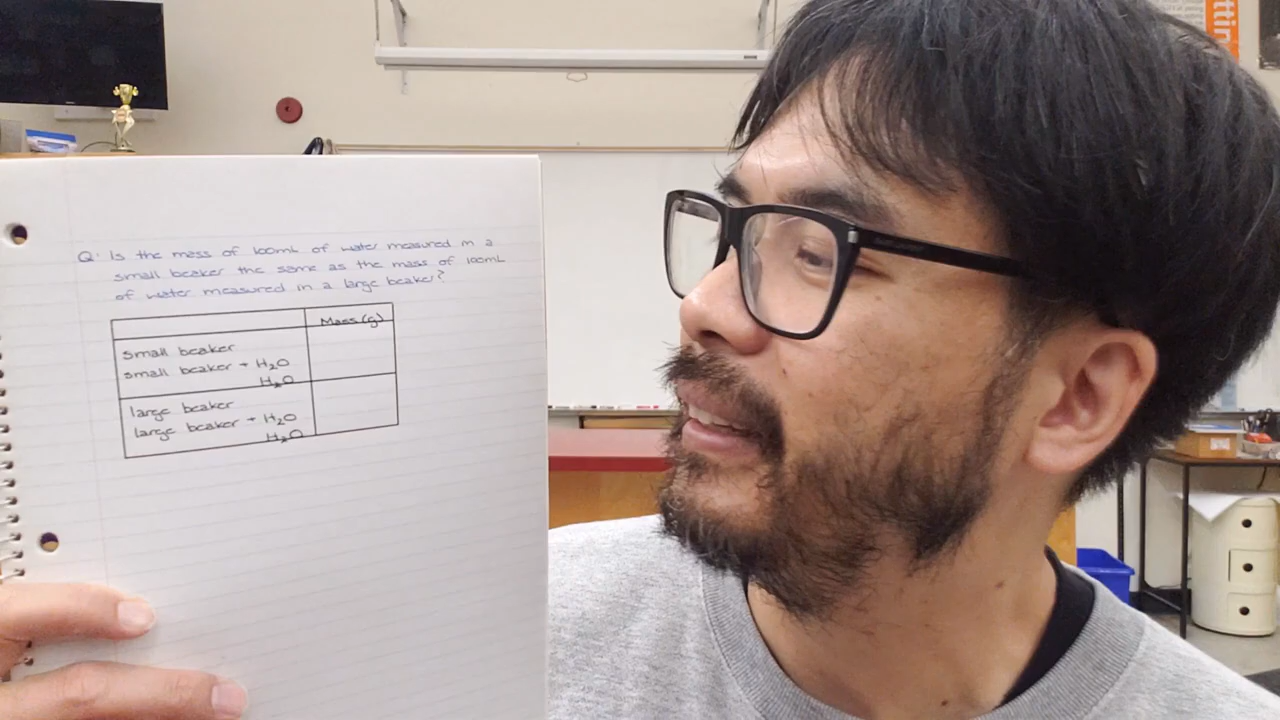 Q: Is the mass of 100mL of water measured in a
small beaker the same as the mass of 100mL
of water measured in a large beaker?
Mass (g)
small beaker
small beaker + H₂O
H₂O
large beaker
large beaker + H₂O
H₂O
ttin